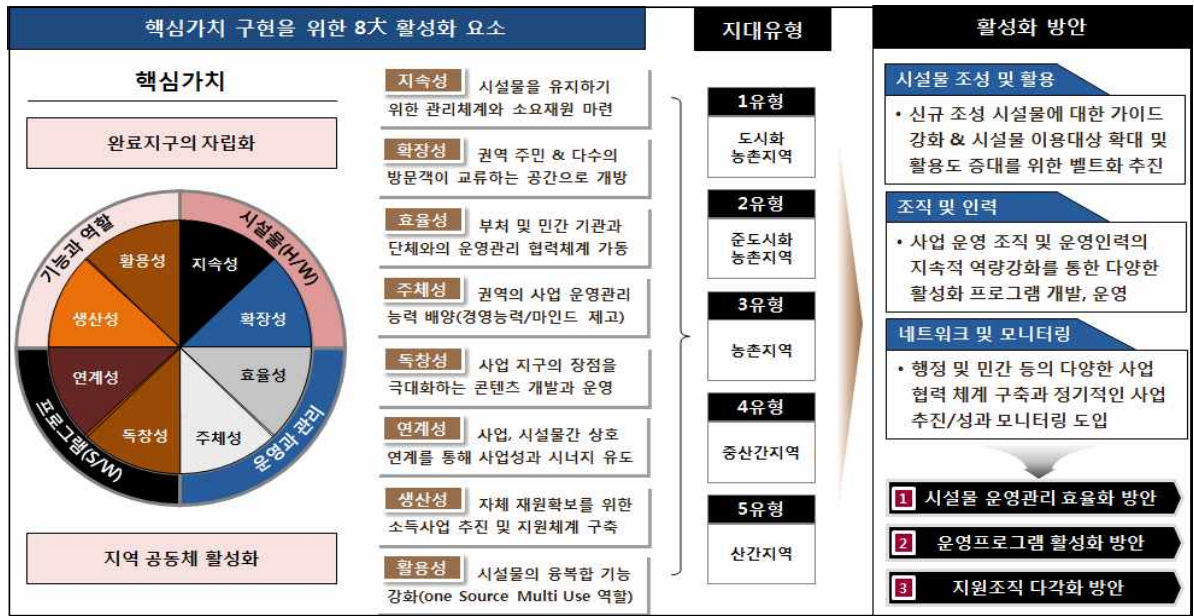 핵심가치 구현을 위한 8大 활성화 요소
핵심가치
완료지구의 자립화
기능과 역할
시설물(H/W)
활용성
지속성
생산성
확장성
연계성
효율성
독창성
주체성
프로그램(S/W)
운영과 관리
지역 공동체 활성화
지속성 시설물을 유지하기
위한 관리체계와 소요재원 마련
확장성 권역 주민 & 다수의
방문객이 교류하는 공간으로 개방
효율성 부처 및 민간 기관과
단체와의 운영관리 협력체계 가동
주체성 권역의 사업 운영관리
능력 배양(경영능력/마인드 제고)
독창성 사업 지구의 장점을
극대화하는 콘텐츠 개발과 운영
연계성 사업, 시설물간 상호
연계를 통해 사업성과 시너지 유도
생산성 자체 재원확보를 위한
소득사업 추진 및 지원체계 구축
활용성 시설물의 융복합 기능
강화(one Source Multi Use 역할)
지대유형
1유형
도시화
농촌지역
2유형
준도시화
농촌지역
3유형
농촌지역
4유형
중산간지역
5유형
산간지역
활성화 방안
시설물 조성 및 활용
• 신규 조성 시설물에 대한 가이드
강화 & 시설물 이용대상 확대 및
활용도 증대를 위한 벨트화 추진
조직 및 인력
• 사업 운영 조직 및 운영인력의
지속적 역량강화를 통한 다양한
활성화 프로그램 개발, 운영
네트워크 및 모니터링
• 행정 및 민간 등의 다양한 사업
협력 체계 구축과 정기적인 사업
추진/성과 모니터링 도입
1 시설물 운영관리 효율화 방안
2 운영프로그램 활성화 방안
3 지원조직 다각화 방안